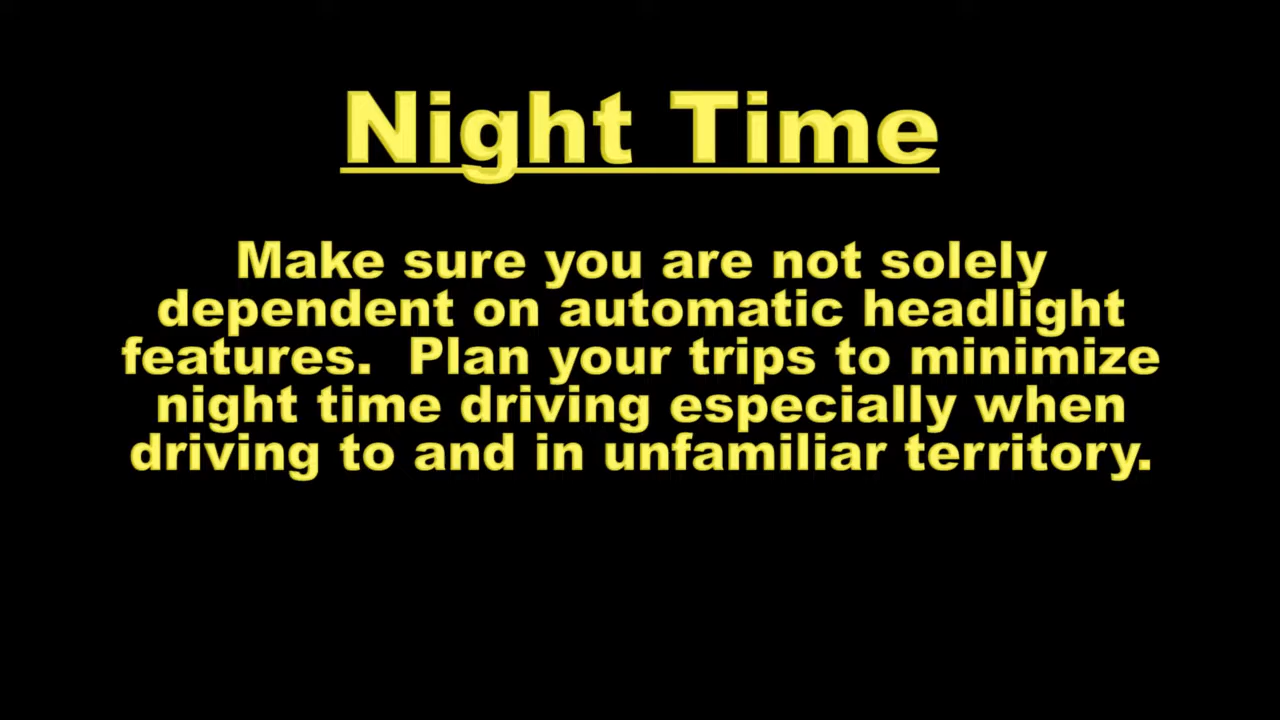 Night Time
Make sure you are not solely
dependent on automatic headlight
features.  Plan your trips to minimize
night time driving especially when
driving to and in unfamiliar territory.